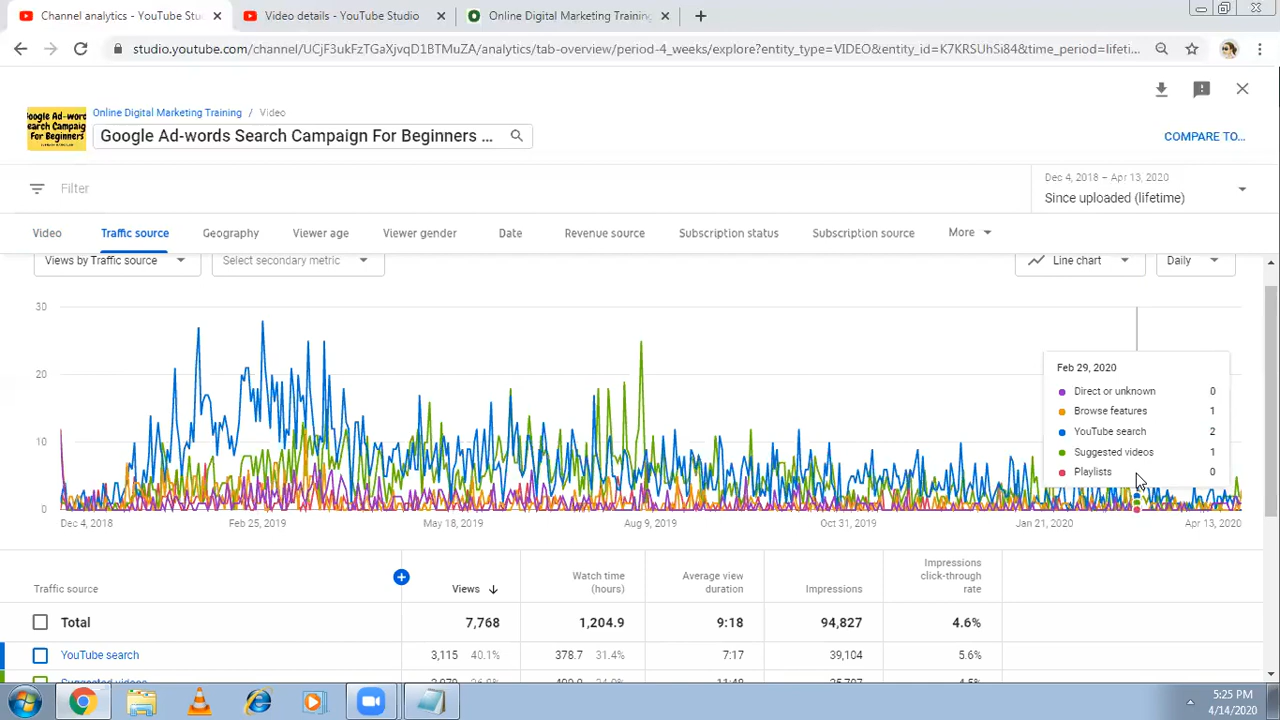 Channel analytics - YouTube Stu
Video details - YouTube Studio
Online Digital Marketing Training
studio.youtube.com/channel/UCJF3ukFzTGaXjvqD1BTMuZA/analytics/tab-overview/period-4_weeks/explore?entity_type=VIDEO&entity_id=K7KRSUhSi84&time_period=lifeti...
Online Digital Marketing Training / Video
Google Ad-words Search Campaign For Beginners ...
COMPARE TO...
Filter
Dec 4, 2018 – Apr 13, 2020
Since uploaded (lifetime)
Video Traffic source Geography Viewer age Viewer gender Date Revenue source Subscription status Subscription source More
Views by Traffic source Select secondary metric Line chart Daily
30
20
10
0
Feb 29, 2020
Direct or unknown 0
Browse features 1
YouTube search 2
Suggested videos 1
Playlists 0
Dec 4, 2018 Feb 25, 2019 May 18, 2019 Aug 9, 2019 Oct 31, 2019 Jan 21, 2020 Apr 13, 2020
Traffic source Views Watch time (hours) Average view duration Impressions Impressions click-through rate
Total 7,768 1,204.9 9:18 94,827 4.6%
YouTube search 3,115 40.1% 378.7 31.4% 7:17 39,104 5.6%
5:25 PM
4/14/2020